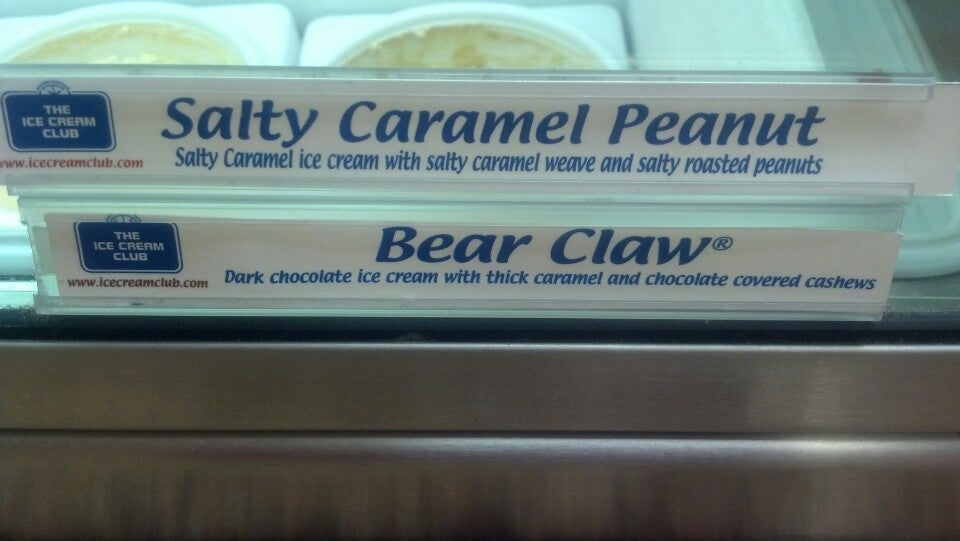 THE
ICE CREAM
CLUB
www.icecreamclub.com
Salty Caramel Peanut
Salty Caramel ice cream with salty caramel weave and salty roasted peanuts
THE
ICE CREAM
CLUB
www.icecreamclub.com
Bear Claw®
Dark chocolate ice cream with thick caramel and chocolate covered cashews